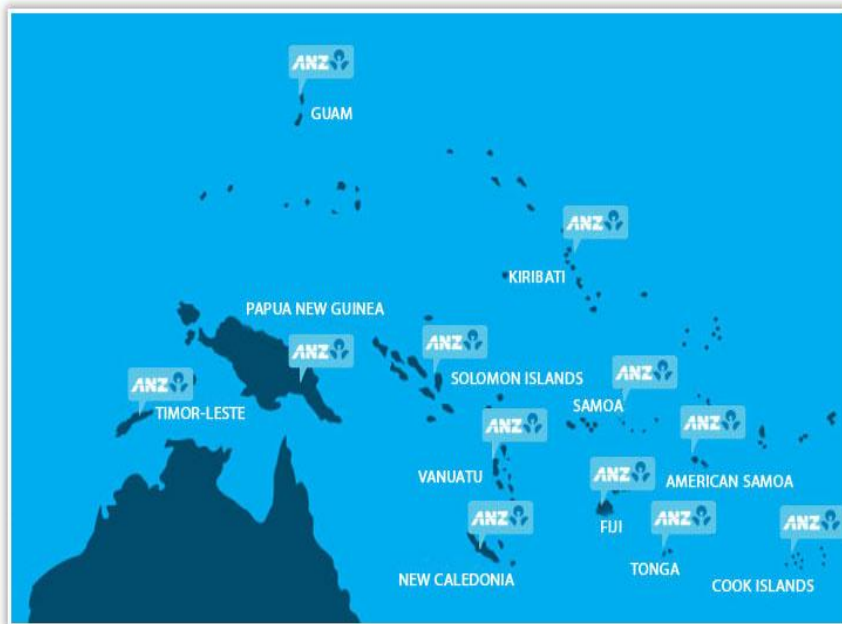 ANZ
GUAM
ANZ
KIRIBATI
PAPUA NEW GUINEA
ANZ
ANZ
SOLOMON ISLANDS
ANZ
TIMOR-LESTE
ANZ
SAMOA
ANZ
VANUATU
ANZ
AMERICAN SAMOA
ANZ
FIJI
ANZ
NEW CALEDONIA
ANZ
TONGA
ANZ
COOK ISLANDS